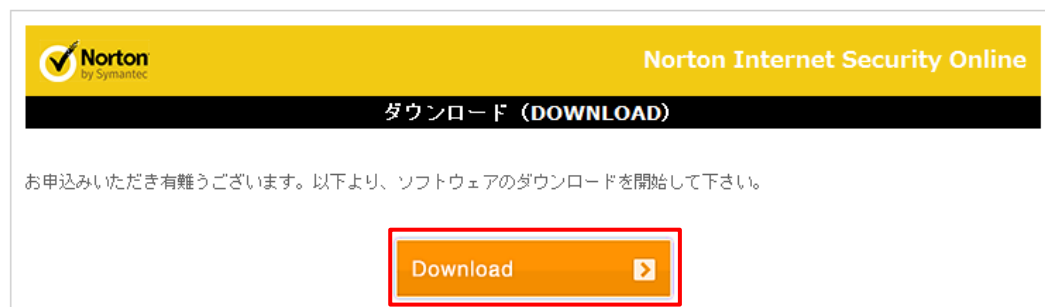 Norton
by Symantec
Norton Internet Security Online
ダウンロード（DOWNLOAD）
お申込みいただき有難うございます。以下より、ソフトウェアのダウンロードを開始して下さい。
Download